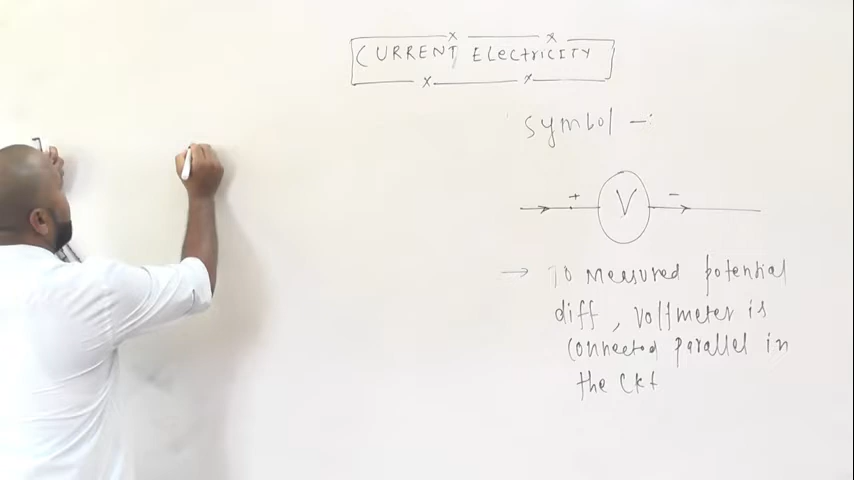 CURRENT ELECTRICITY
Symbol -:
+ V -
→ To Measured potential
diff, voltmeter is
connected parallel in
the Ckt